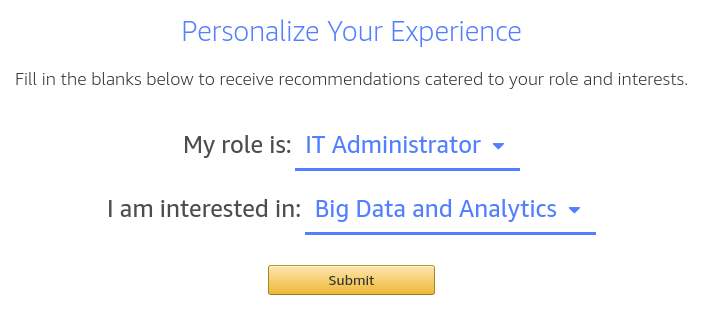 Personalize Your Experience
Fill in the blanks below to receive recommendations catered to your role and interests.
My role is: IT Administrator
I am interested in: Big Data and Analytics
Submit